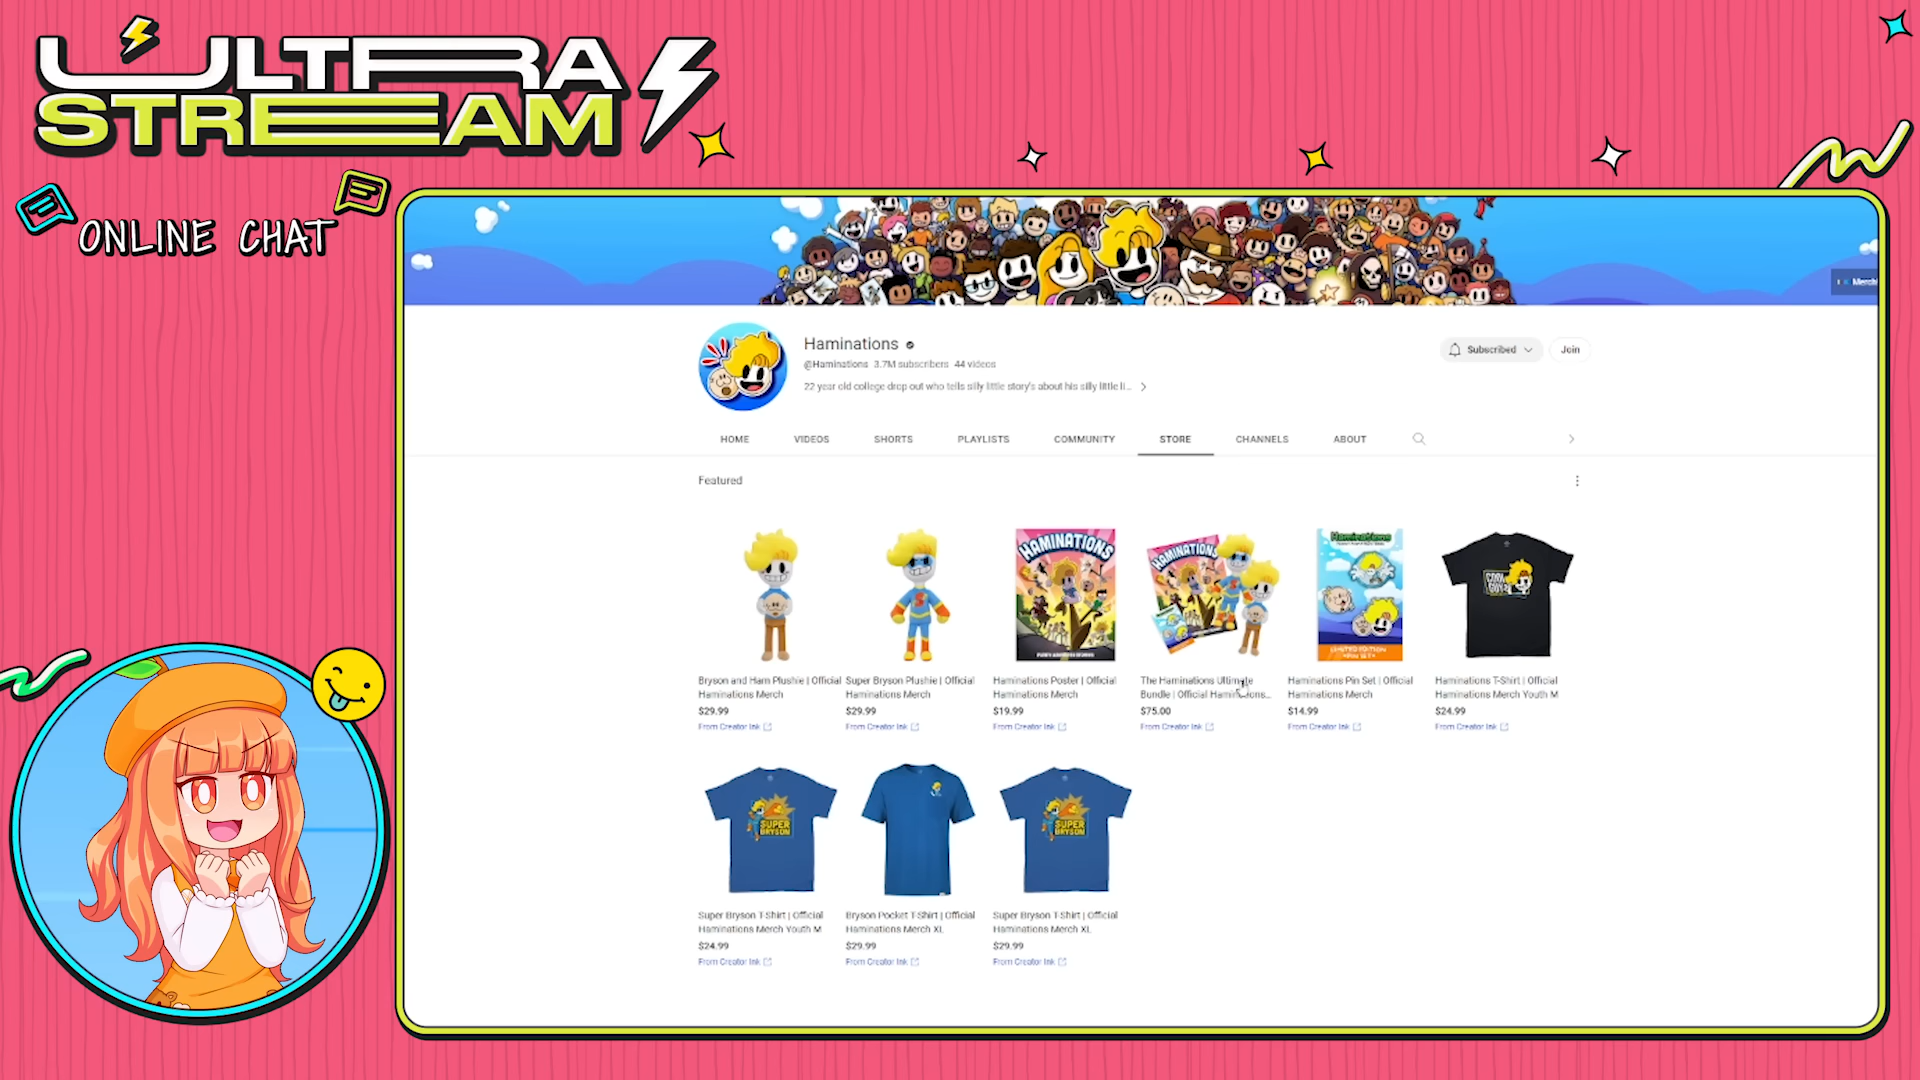 ULTRA
STREAM
ONLINE CHAT
Merch
Haminations
@Haminations 3.7M subscribers 44 videos
22 year old college drop out who tells silly little story's about his silly little li...
Subscribed
Join
HOME VIDEOS SHORTS PLAYLISTS COMMUNITY STORE CHANNELS ABOUT
Featured
HAMINATIONS
HAMINATIONS
Haminations
LIMITED EDITION
COOL
GUY
Bryson and Ham Plushie | Official
Haminations Merch
$29.99
From Creator Ink
Super Bryson Plushie | Official
Haminations Merch
$29.99
From Creator Ink
Haminations Poster | Official
Haminations Merch
$19.99
From Creator Ink
The Haminations Ultimate
Bundle | Official Haminations...
$75.00
From Creator Ink
Haminations Pin Set | Official
Haminations Merch
$14.99
From Creator Ink
Haminations T-Shirt | Official
Haminations Merch Youth M
$24.99
From Creator Ink
SUPER
BRYSON
SUPER
BRYSON
Super Bryson T-Shirt | Official
Haminations Merch Youth M
$24.99
From Creator Ink
Bryson Pocket T-Shirt | Official
Haminations Merch XL
$29.99
From Creator Ink
Super Bryson T-Shirt | Official
Haminations Merch XL
$29.99
From Creator Ink